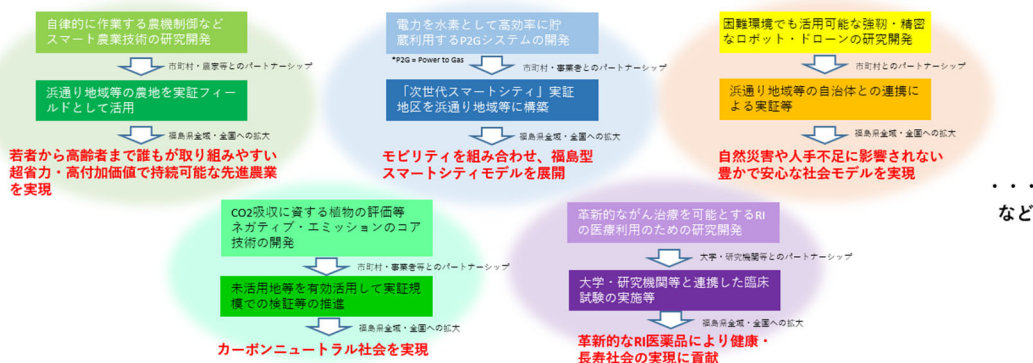 自律的に作業する農機制御など
スマート農業技術の研究開発
市町村・農家等とのパートナーシップ
浜通り地域等の農地を実証フィ
ールドとして活用
福島県全域・全国への拡大
若者から高齢者まで誰もが取り組みやすい
超省力・高付加価値で持続可能な先進農業
を実現
電力を水素として高効率に貯
蔵利用するP2Gシステムの開発
*P2G = Power to Gas
市町村・事業者とのパートナーシップ
『次世代スマートシティ』実証
地区を浜通り地域等に構築
福島県全域・全国への拡大
モビリティを組み合わせ、福島型
スマートシティモデルを展開
困難環境でも活用可能な強靭・精密
なロボット・ドローンの研究開発
市町村とのパートナーシップ
浜通り地域等の自治体との連携
による実証等
福島県全域・全国への拡大
自然災害や人手不足に影響されない
豊かで安心な社会モデルを実現
CO2吸収に資する植物の評価等
ネガティブ・エミッションのコア
技術の開発
市町村・事業者等とのパートナーシップ
未活用地等を有効活用して実証規
模での検証等の推進
福島県全域・全国への拡大
カーボンニュートラル社会を実現
革新的ながん治療を可能とするRI
の医療利用のための研究開発
大学・研究機関等とのパートナーシップ
大学・研究機関等と連携した臨床
試験の実施等
福島県全域・全国への拡大
革新的なRI医薬品により健康・
長寿社会の実現に貢献
・・・
など